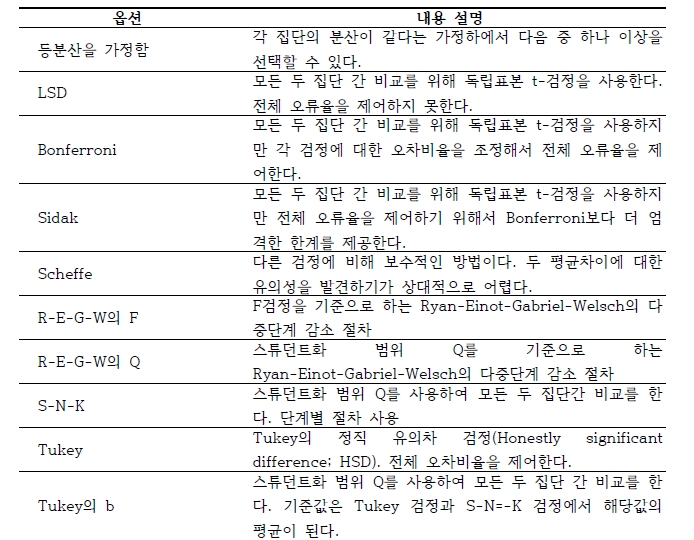 옵션 내용 설명
등분산을 가정함
각 집단의 분산이 같다는 가정하에서 다음 중 하나 이상을
선택할 수 있다.
LSD
모든 두 집단 간 비교를 위해 독립표본 t-검정을 사용한다.
전체 오류율을 제어하지 못한다.
Bonferroni
모든 두 집단 간 비교를 위해 독립표본 t-검정을 사용하지
만 각 검정에 대한 오차비율을 조정해서 전체 오류율을 제
어한다.
Sidak
모든 두 집단 간 비교를 위해 독립표본 t-검정을 사용하지
만 전체 오류율을 제어하기 위해서 Bonferroni보다 더 엄
격한 한계를 제공한다.
Scheffe
다른 검정에 비해 보수적인 방법이다. 두 평균차이에 대한
유의성을 발견하기가 상대적으로 어렵다.
R-E-G-W의 F
F검정을 기준으로 하는 Ryan-Einot-Gabriel-Welsch의 다
중단계 감소 절차
R-E-G-W의 Q
스튜던트화 범위 Q를 기준으로 하는
Ryan-Einot-Gabriel-Welsch의 다중단계 감소 절차
S-N-K
스튜던트화 범위 Q를 사용하여 모든 두 집단간 비교를 한
다. 단계별 절차 사용
Tukey
Tukey의 정직 유의차 검정(Honestly significant
difference; HSD). 전체 오차비율을 제어한다.
Tukey의 b
스튜던트화 범위 Q를 사용하여 모든 두 집단 간 비교를 한
다. 기준값은 Tukey 검정과 S-N=-K 검정에서 해당값의
평균이 된다.